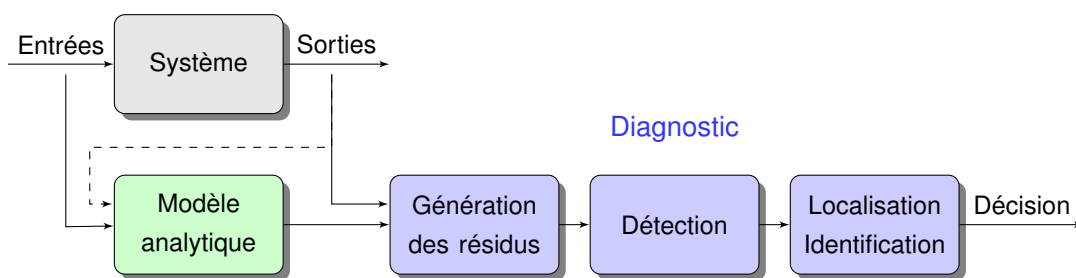 Entrées
Système
Sorties
Diagnostic
Modèle
analytique
Génération
des résidus
Détection
Localisation
Identification
Décision